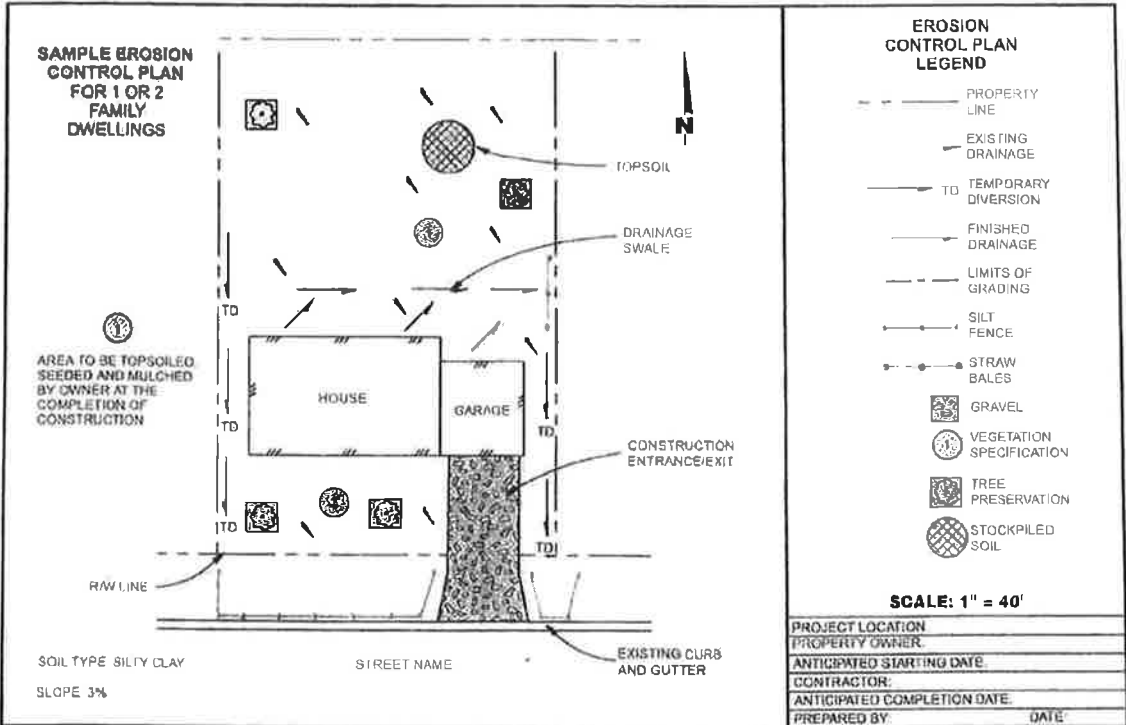 SAMPLE EROSION
CONTROL PLAN
FOR 1 OR 2
FAMILY
DWELLINGS
N
TOPSOIL
DRAINAGE
SWALE
TD
1
AREA TO BE TOPSOILED,
SEEDED AND MULCHED
BY OWNER AT THE
COMPLETION OF
CONSTRUCTION
1
HOUSE
GARAGE
TD
TD
CONSTRUCTION
ENTRANCE/EXIT
TD
1
TD
R/W LINE
EXISTING CURB
AND GUTTER
SOIL TYPE SILTY CLAY
STREET NAME
SLOPE 3%
EROSION
CONTROL PLAN
LEGEND
PROPERTY
LINE
EXISTING
DRAINAGE
TD TEMPORARY
DIVERSION
FINISHED
DRAINAGE
LIMITS OF
GRADING
SILT
FENCE
STRAW
BALES
GRAVEL
1 VEGETATION
SPECIFICATION
TREE
PRESERVATION
STOCKPILED
SOIL
SCALE: 1" = 40'
PROJECT LOCATION
PROPERTY OWNER:
ANTICIPATED STARTING DATE:
CONTRACTOR:
ANTICIPATED COMPLETION DATE:
PREPARED BY: DATE: